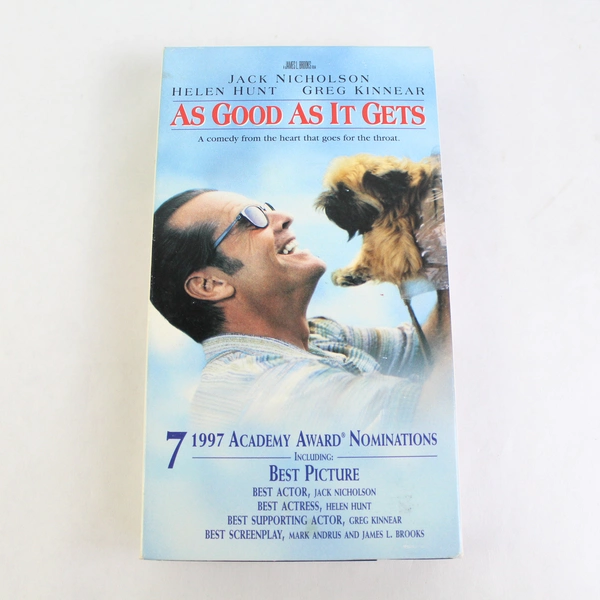 JAMES L. BROOKS
JACK NICHOLSON
HELEN HUNT GREG KINNEAR
AS GOOD AS IT GETS
A comedy from the heart that goes for the throat.
7 1997 ACADEMY AWARD® NOMINATIONS
INCLUDING:
BEST PICTURE
BEST ACTOR, JACK NICHOLSON
BEST ACTRESS, HELEN HUNT
BEST SUPPORTING ACTOR, GREG KINNEAR
BEST SCREENPLAY, MARK ANDRUS AND JAMES L. BROOKS